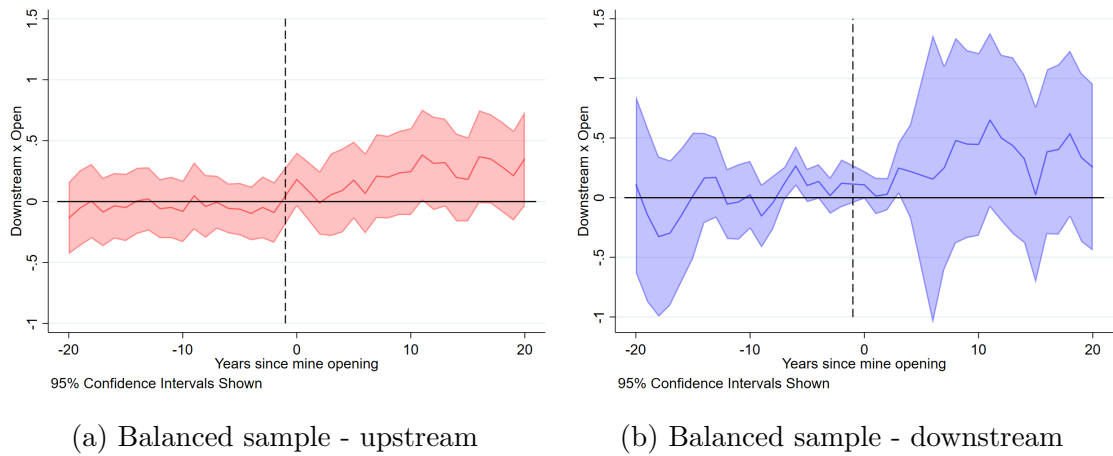 1.5
1
.5
0
-.5
-1
Downstream x Open
-20
-10
0
10
20
Years since mine opening
95% Confidence Intervals Shown
(a) Balanced sample - upstream
1.5
1
.5
0
-.5
-1
Downstream x Open
-20
-10
0
10
20
Years since mine opening
95% Confidence Intervals Shown
(b) Balanced sample - downstream